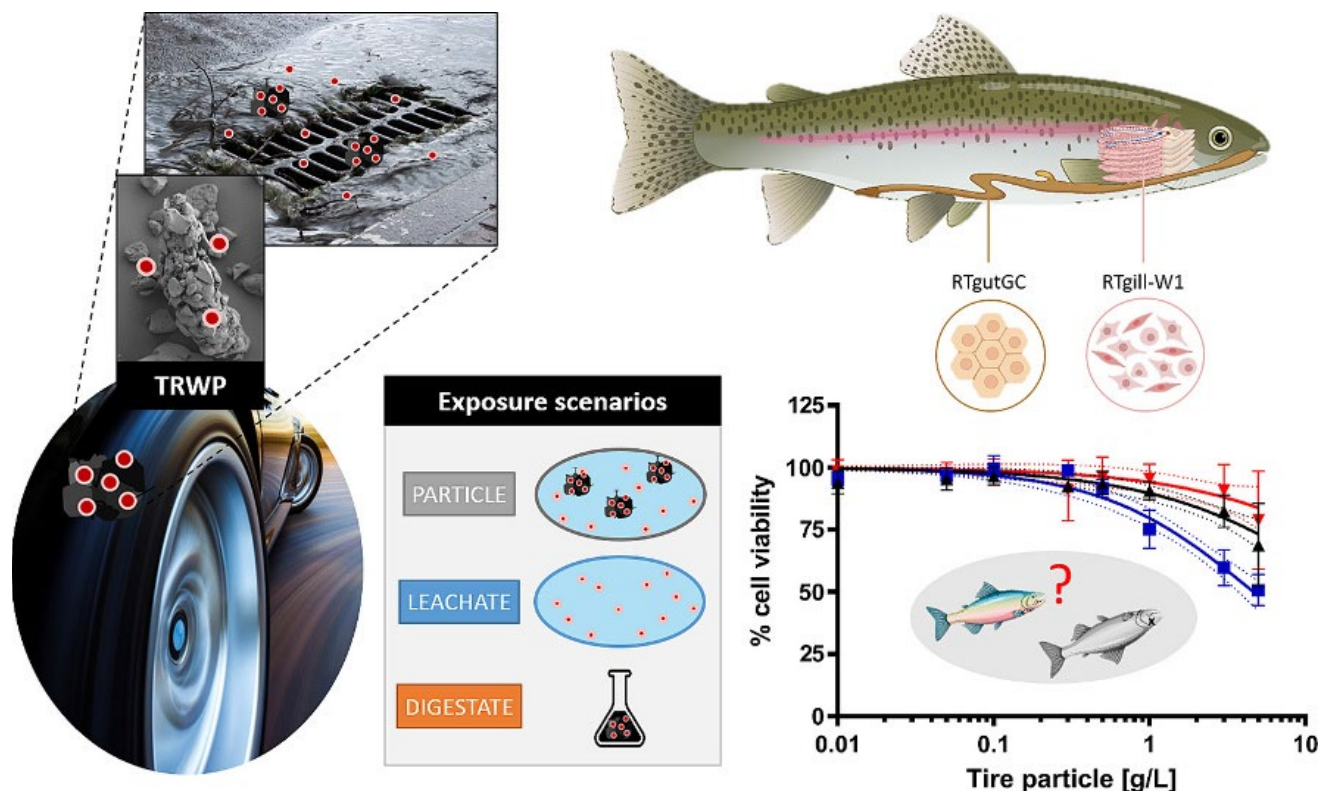 TRWP
Exposure scenarios
PARTICLE
LEACHATE
DIGESTATE
RTgutGC
RTgill-W1
125
100
75
50
25
0
% cell viability
0.01
0.1
1
10
Tire particle [g/L]
?